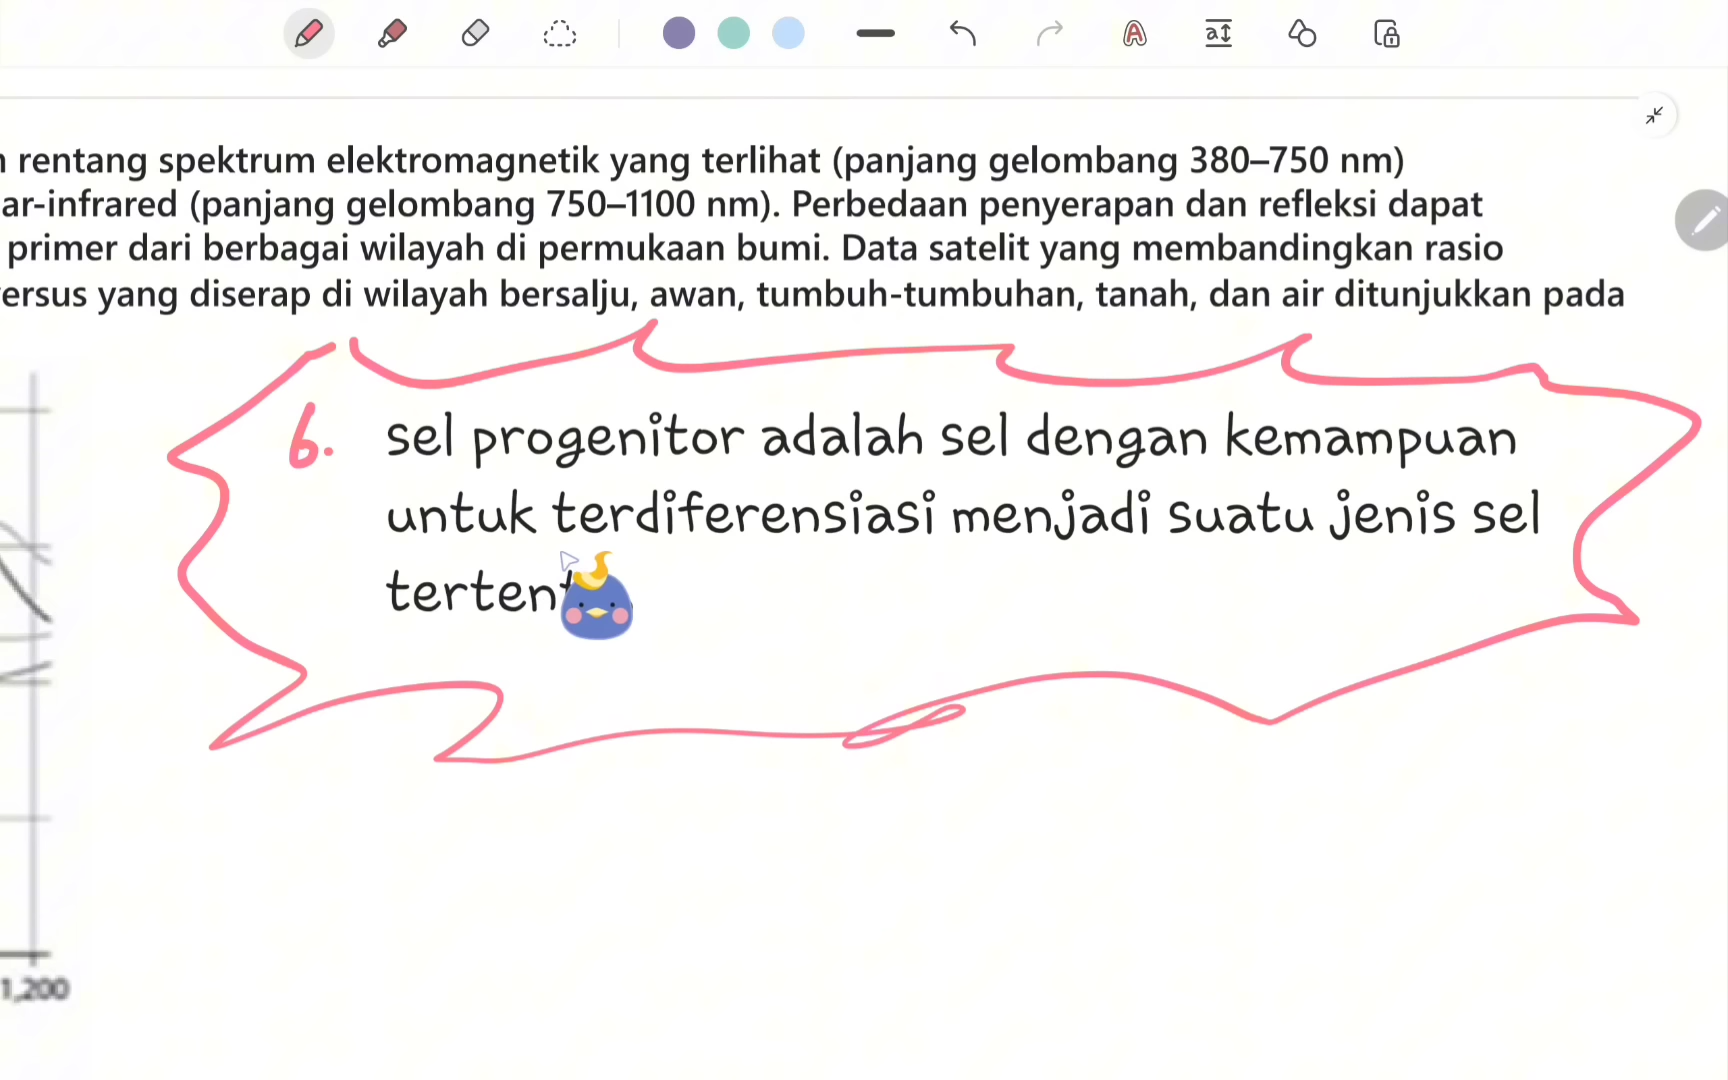 rentang spektrum elektromagnetik yang terlihat (panjang gelombang 380–750 nm)
ar-infrared (panjang gelombang 750–1100 nm). Perbedaan penyerapan dan refleksi dapat
primer dari berbagai wilayah di permukaan bumi. Data satelit yang membandingkan rasio
ersus yang diserap di wilayah bersalju, awan, tumbuh-tumbuhan, tanah, dan air ditunjukkan pada
6. sel progenitor adalah sel dengan kemampuan
untuk terdiferensiasi menjadi suatu jenis sel
1,200